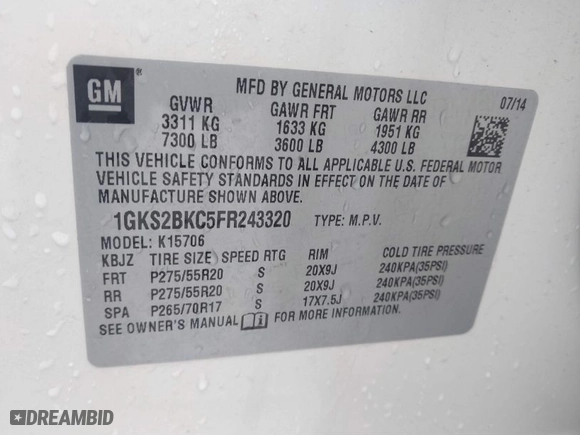 GM
®
MFD BY GENERAL MOTORS LLC
07/14
GVWR GAWR FRT GAWR RR
3311 KG 1633 KG 1951 KG
7300 LB 3600 LB 4300 LB
THIS VEHICLE CONFORMS TO ALL APPLICABLE U.S. FEDERAL MOTOR
VEHICLE SAFETY STANDARDS IN EFFECT ON THE DATE OF
MANUFACTURE SHOWN ABOVE.
1GKS2BKC5FR243320 TYPE: M.P.V.
MODEL: K15706
KBJZ TIRE SIZE SPEED RTG RIM COLD TIRE PRESSURE
FRT P275/55R20 S 20X9J 240KPA(35PSI)
RR P275/55R20 S 20X9J 240KPA(35PSI)
SPA P265/70R17 S 17X7.5J 240KPA(35PSI)
SEE OWNER'S MANUAL FOR MORE INFORMATION.
DREAMBID